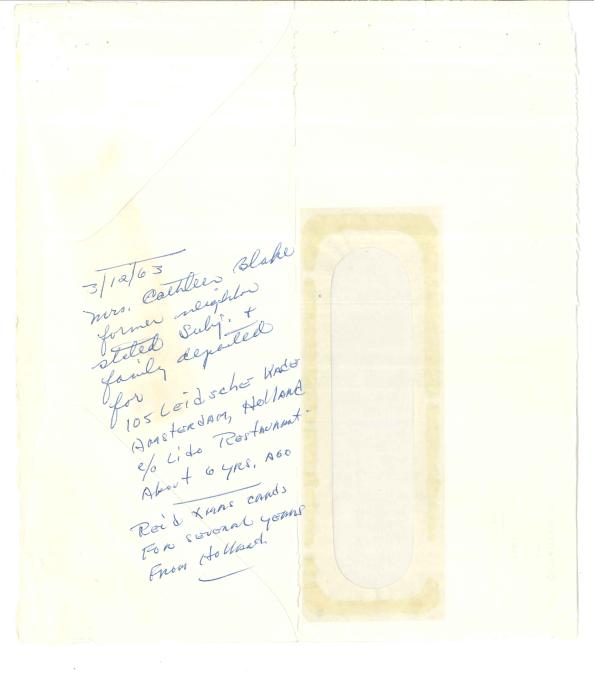 3/12/63
Mrs. Cathleen Blake
former neighbor
stated Subj. +
family departed
for
105 Leidsche Kade
Amsterdam, Holland
c/o Lido Restaurant.
About 6 yrs. ago
Rec'd Xmas cards
for several years
from Holland.